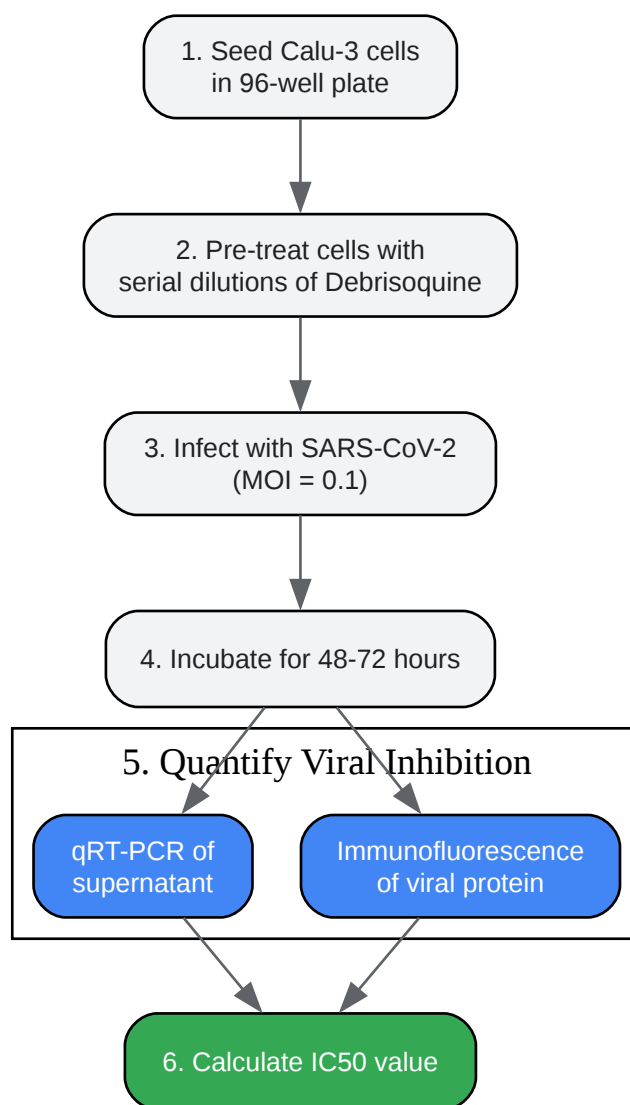 1. Seed Calu-3 cells
in 96-well plate
2. Pre-treat cells with
serial dilutions of Debrisoquine
3. Infect with SARS-CoV-2
(MOI = 0.1)
4. Incubate for 48-72 hours
5. Quantify Viral Inhibition
qRT-PCR of
supernatant
Immunofluorescence
of viral protein
6. Calculate IC50 value